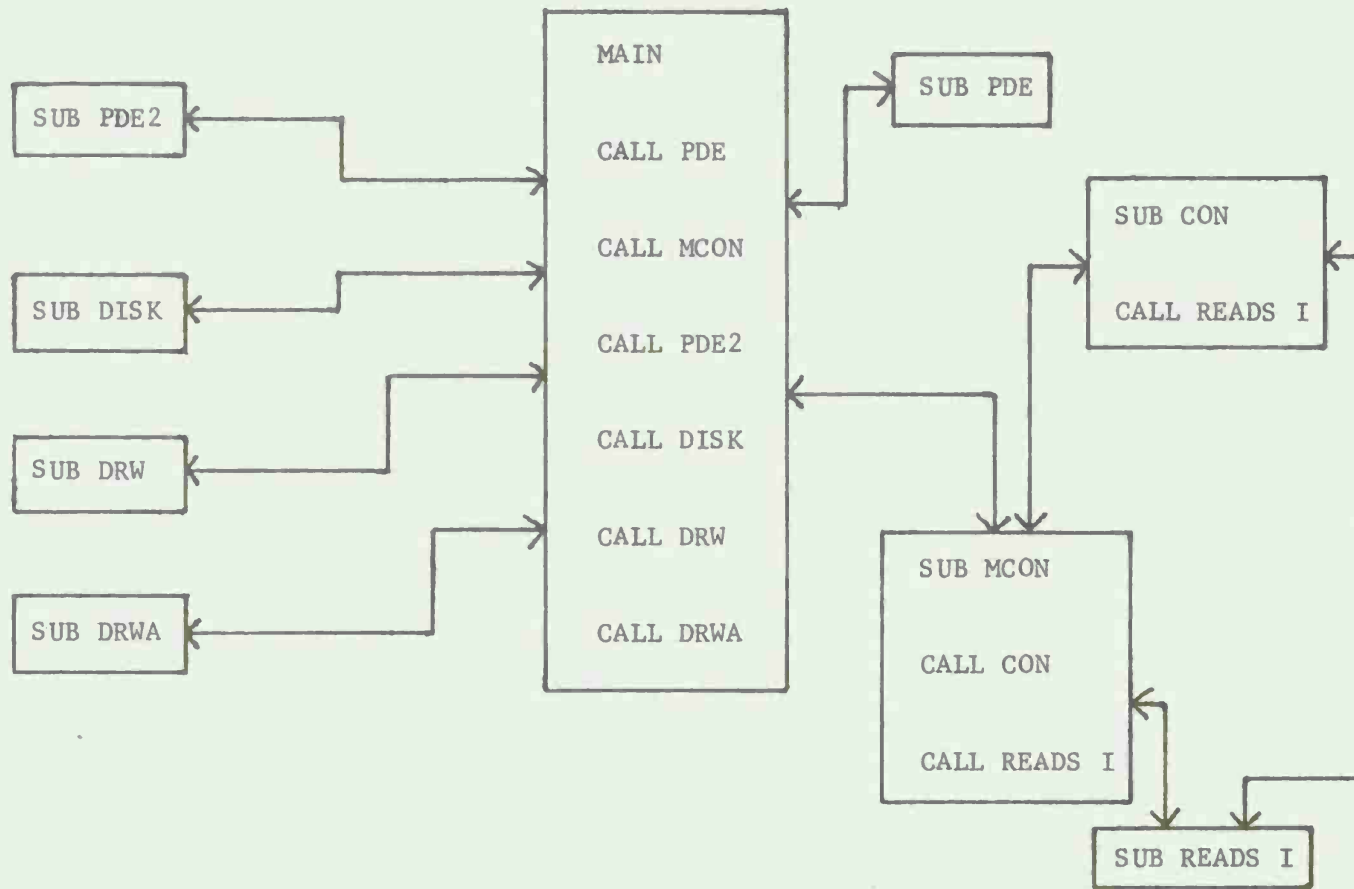 SUB PDE2
SUB DISK
SUB DRW
SUB DRWA
MAIN
CALL PDE
CALL MCON
CALL PDE2
CALL DISK
CALL DRW
CALL DRWA
SUB PDE
SUB CON
CALL READS I
SUB MCON
CALL CON
CALL READS I
SUB READS I